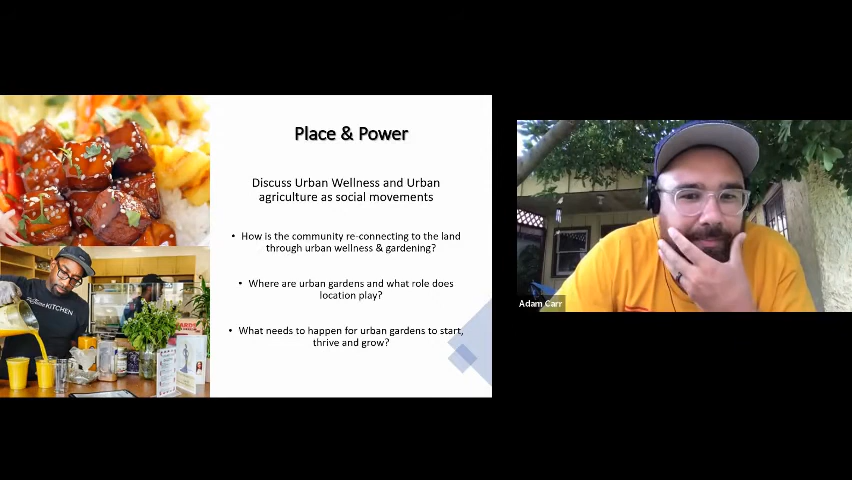 Place & Power
Discuss Urban Wellness and Urban
agriculture as social movements
• How is the community re-connecting to the land
through urban wellness & gardening?
• Where are urban gardens and what role does
location play?
• What needs to happen for urban gardens to start,
thrive and grow?
KITCHEN
Adam Carr